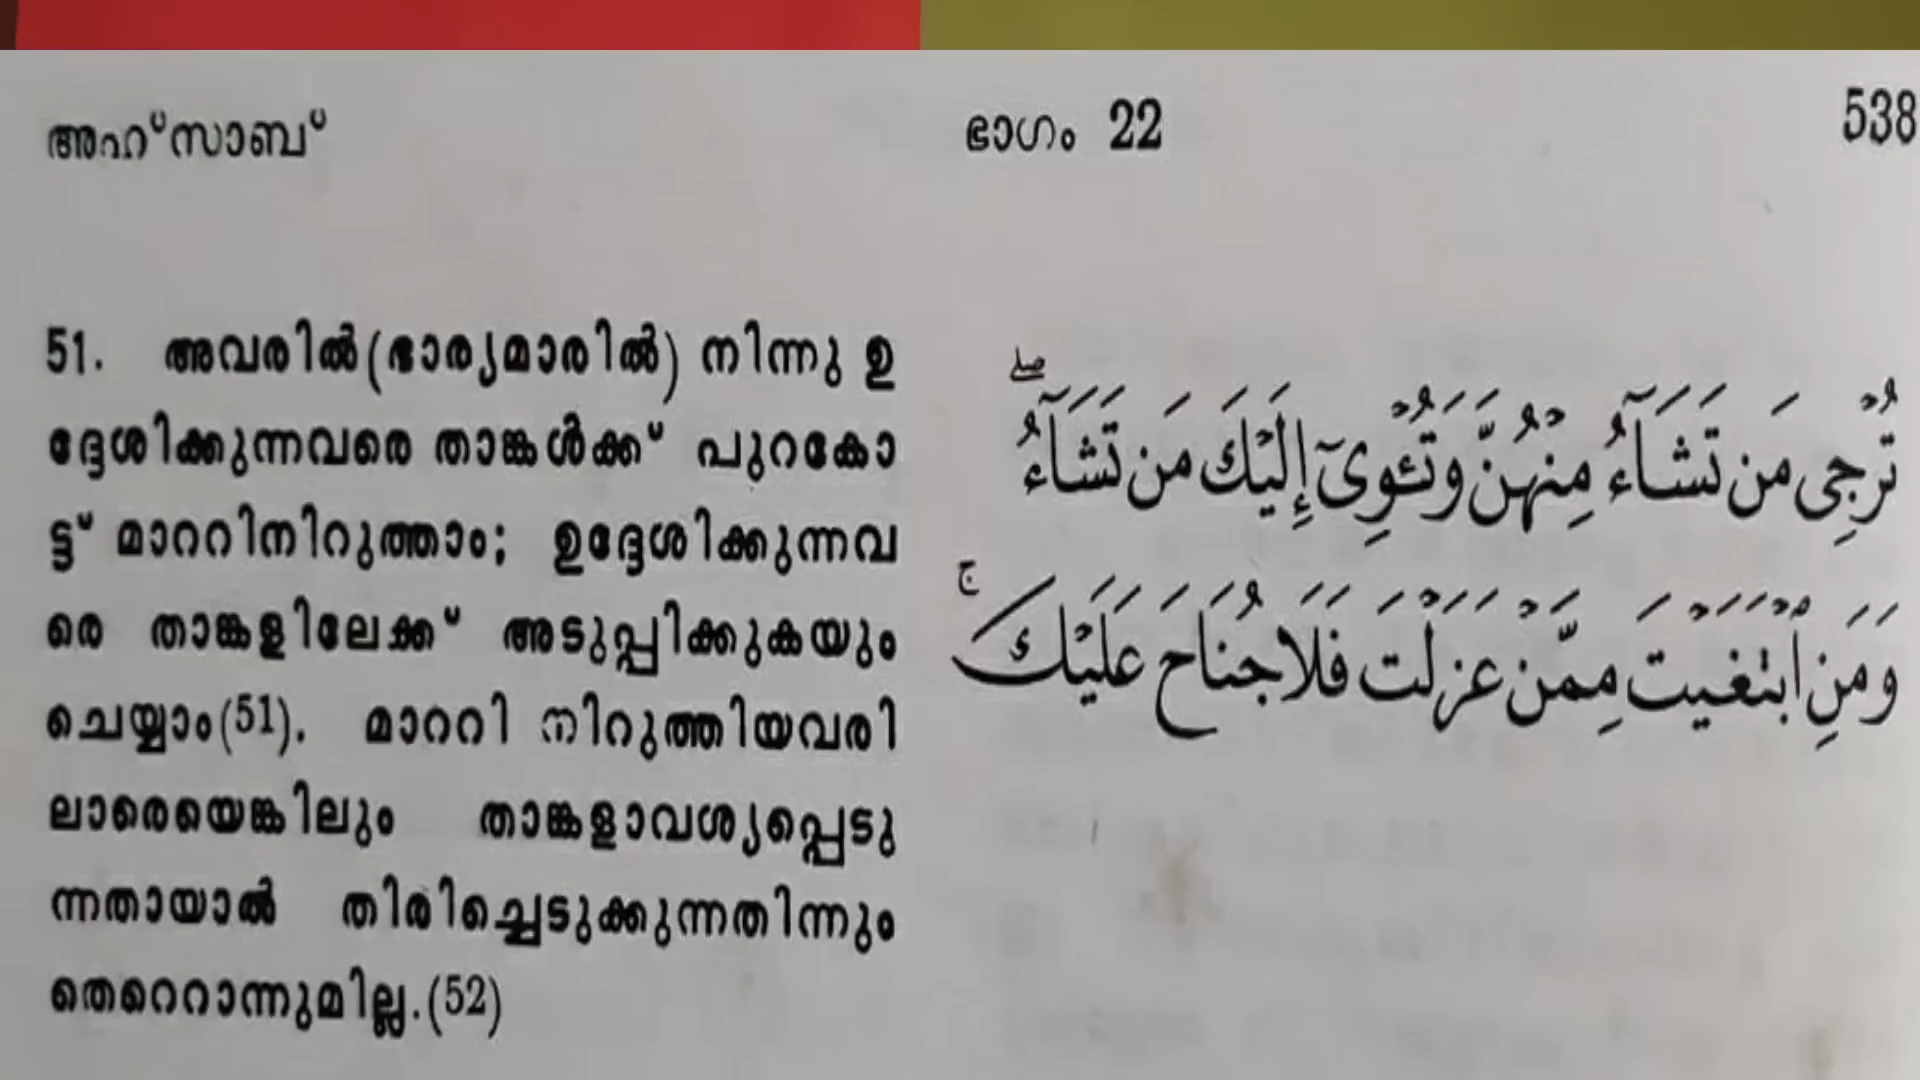 അഹ്സാബ് ഭാഗം 22 538
51. അവരിൽ(ഭാര്യമാരിൽ) നിന്നു ഉ
ദ്ദേശിക്കുന്നവരെ താങ്കൾക്ക് പുറകോ
ട്ട് മാററിനിറുത്താം; ഉദ്ദേശിക്കുന്നവ
രെ താങ്കളിലേക്ക് അടുപ്പിക്കുകയും
ചെയ്യാം(51). മാററി നിറുത്തിയവരി
ലാരെയെങ്കിലും താങ്കളാവശ്യപ്പെടു
ന്നതായാൽ തിരിച്ചെടുക്കുന്നതിന്നും
തെറെറാന്നുമില്ല.(52)
تُرْجِى مَن تَشَآءُ مِنْهُنَّ وَتُـْٔوِىٓ إِلَيْكَ مَن تَشَآءُ ۖ
وَمَنِ ٱبْتَغَيْتَ مِمَّنْ عَزَلْتَ فَلَا جُنَاحَ عَلَيْكَ ۚ